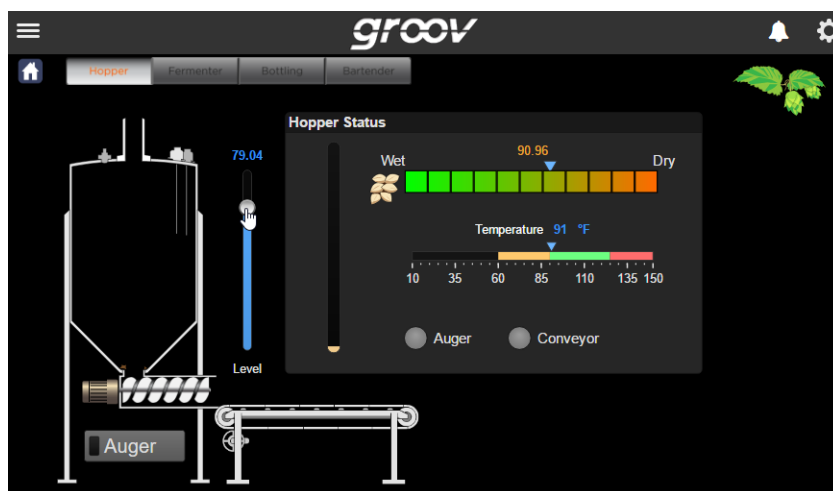 groov
Hopper Fermenter Bottling Bartender
Hopper Status
79.04
90.96
Wet Dry
Temperature 91 °F
10 35 60 85 110 135 150
Auger Conveyor
Level
Auger